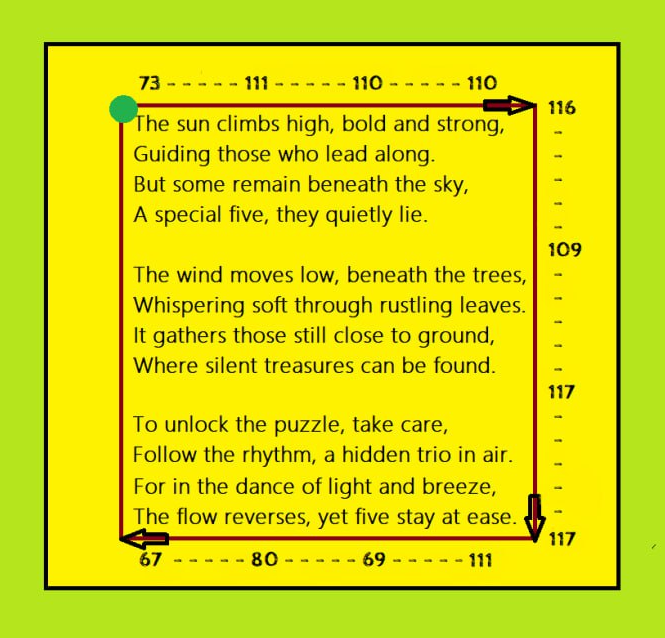 73 - - - - - 111 - - - - - 110 - - - - - 110
116
The sun climbs high, bold and strong,
Guiding those who lead along.
But some remain beneath the sky,
A special five, they quietly lie.
109
The wind moves low, beneath the trees,
Whispering soft through rustling leaves.
It gathers those still close to ground,
Where silent treasures can be found.
117
To unlock the puzzle, take care,
Follow the rhythm, a hidden trio in air.
For in the dance of light and breeze,
The flow reverses, yet five stay at ease.
117
67 - - - - - 80 - - - - - 69 - - - - - 111